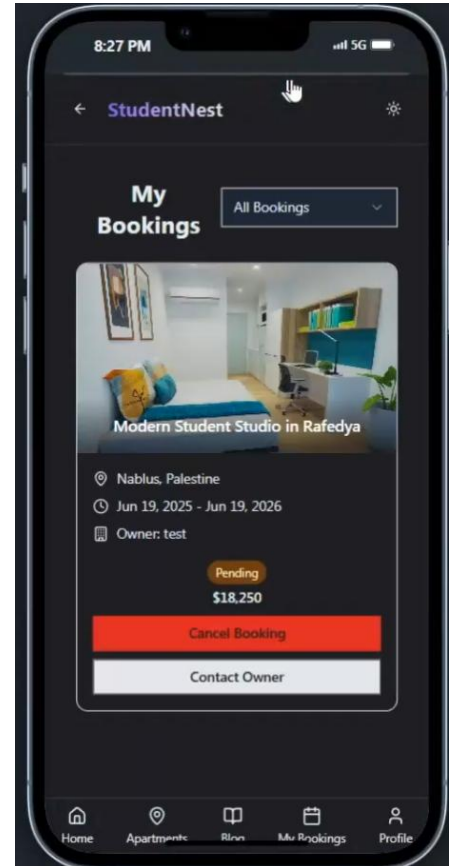 8:27 PM 5G
StudentNest
My
Bookings
All Bookings
Modern Student Studio in Rafedya
Nablus, Palestine
Jun 19, 2025 - Jun 19, 2026
Owner: test
Pending
$18,250
Cancel Booking
Contact Owner
Home Apartments Blog My Bookings Profile